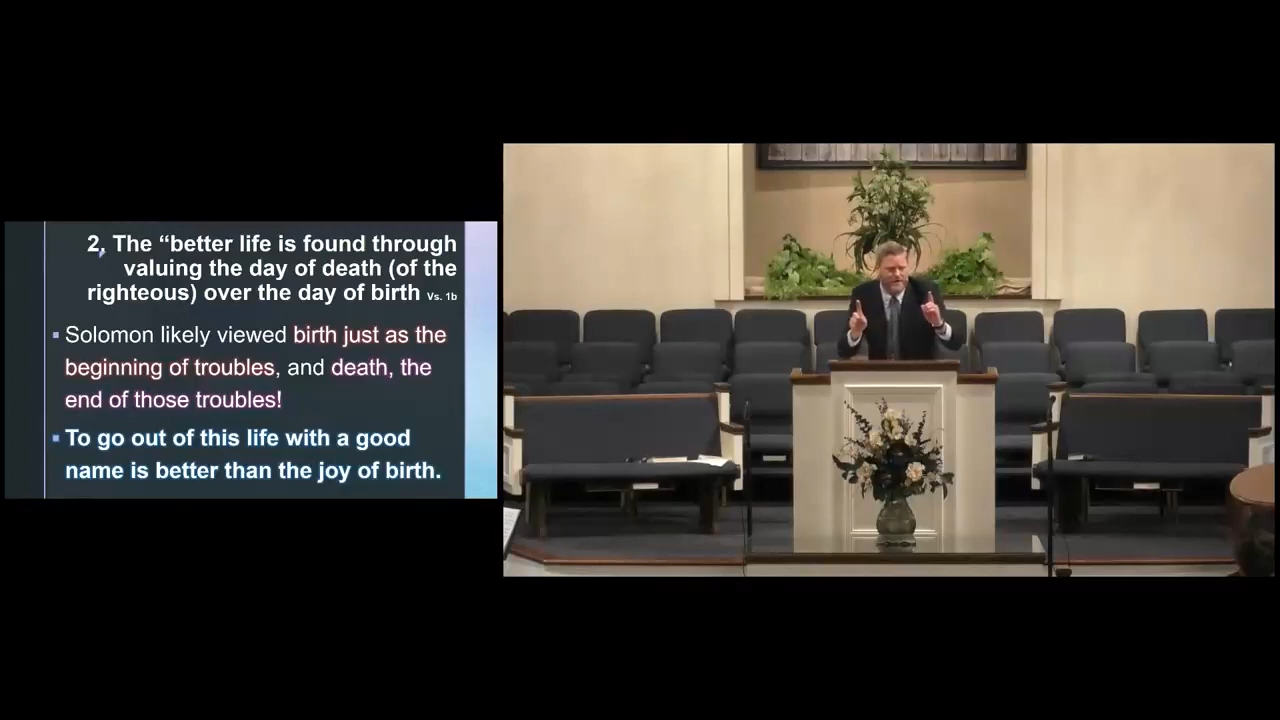 2. The “better life is found through
valuing the day of death (of the
righteous) over the day of birth Vs. 1b
▪ Solomon likely viewed birth just as the
beginning of troubles, and death, the
end of those troubles!
▪ To go out of this life with a good
name is better than the joy of birth.